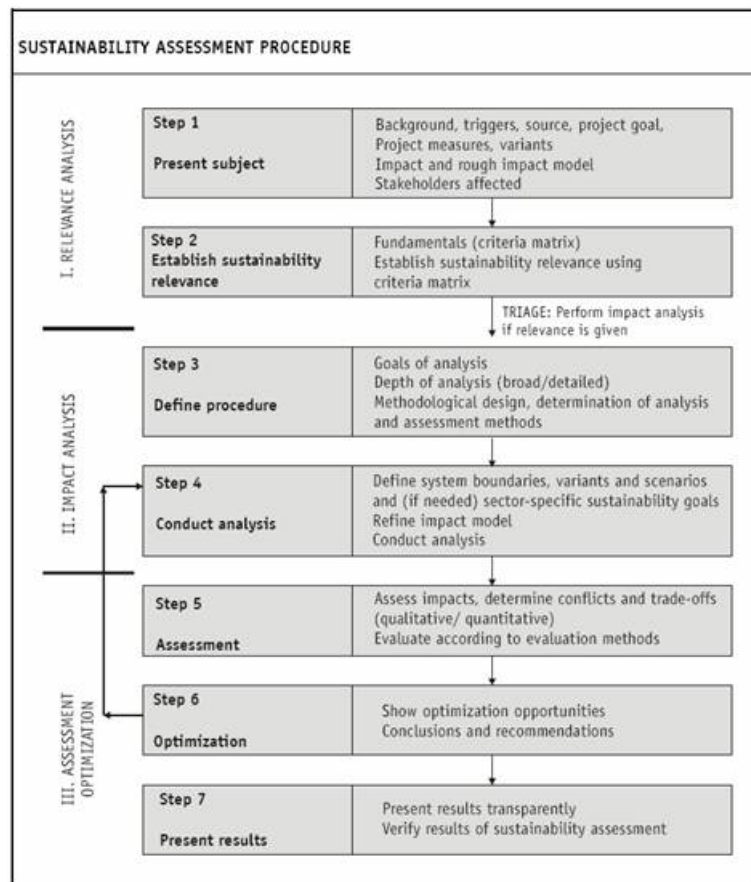 SUSTAINABILITY ASSESSMENT PROCEDURE
I. RELEVANCE ANALYSIS
Step 1
Present subject
Background, triggers, source, project goal,
Project measures, variants
Impact and rough impact model
Stakeholders affected
Step 2
Establish sustainability
relevance
Fundamentals (criteria matrix)
Establish sustainability relevance using
criteria matrix
TRIAGE: Perform impact analysis
if relevance is given
II. IMPACT ANALYSIS
Step 3
Define procedure
Goals of analysis
Depth of analysis (broad/detailed)
Methodological design, determination of analysis
and assessment methods
Step 4
Conduct analysis
Define system boundaries, variants and scenarios
and (if needed) sector-specific sustainability goals
Refine impact model
Conduct analysis
III. ASSESSMENT
OPTIMIZATION
Step 5
Assessment
Assess impacts, determine conflicts and trade-offs
(qualitative/ quantitative)
Evaluate according to evaluation methods
Step 6
Optimization
Show optimization opportunities
Conclusions and recommendations
Step 7
Present results
Present results transparently
Verify results of sustainability assessment